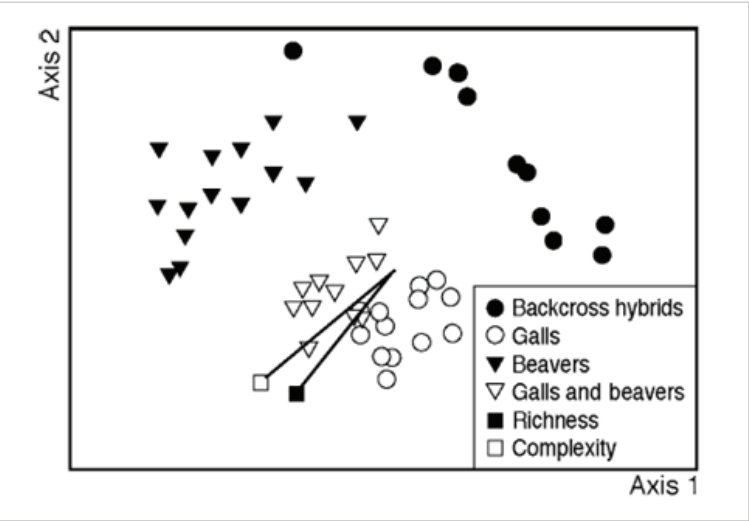 Axis 2
Backcross hybrids
Galls
Beavers
Galls and beavers
Richness
Complexity
Axis 1